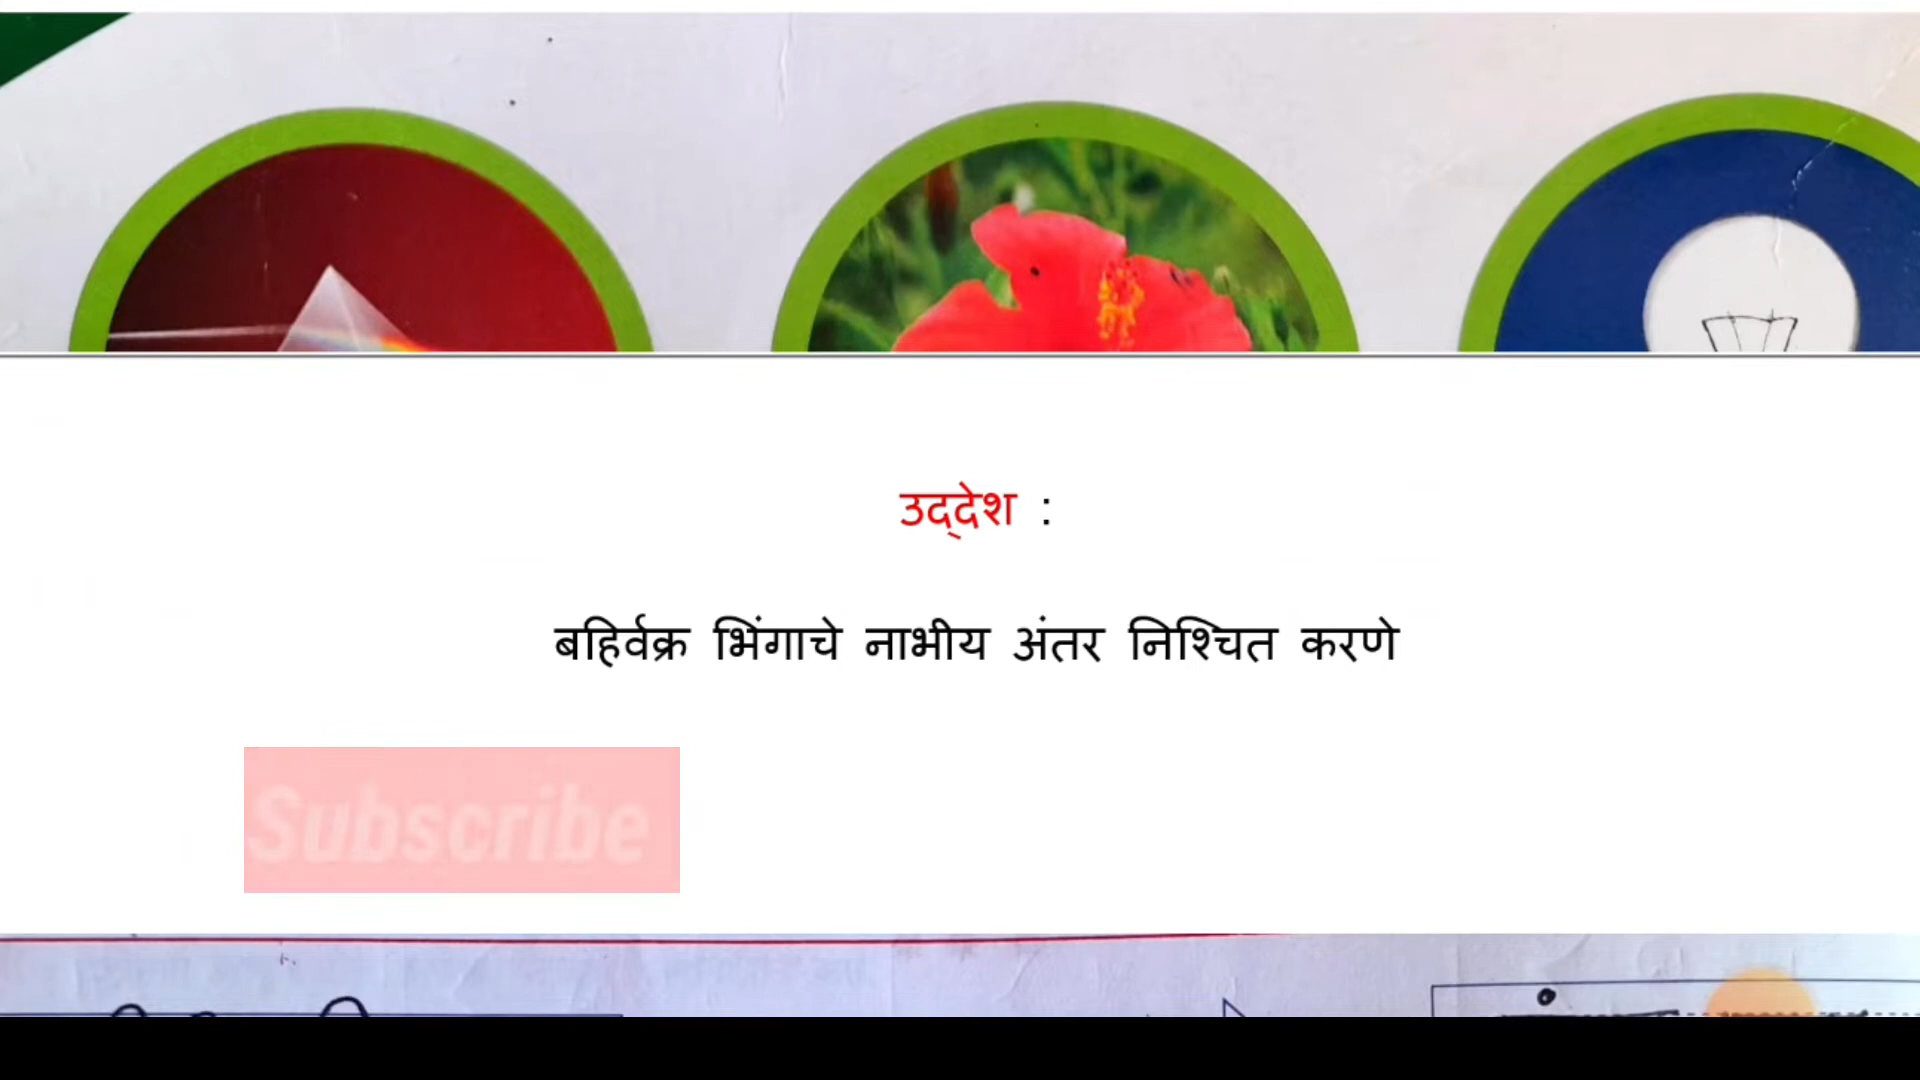 उद्‌देश :
बहिर्वक्र भिंगाचे नाभीय अंतर निश्चित करणे
Subscribe